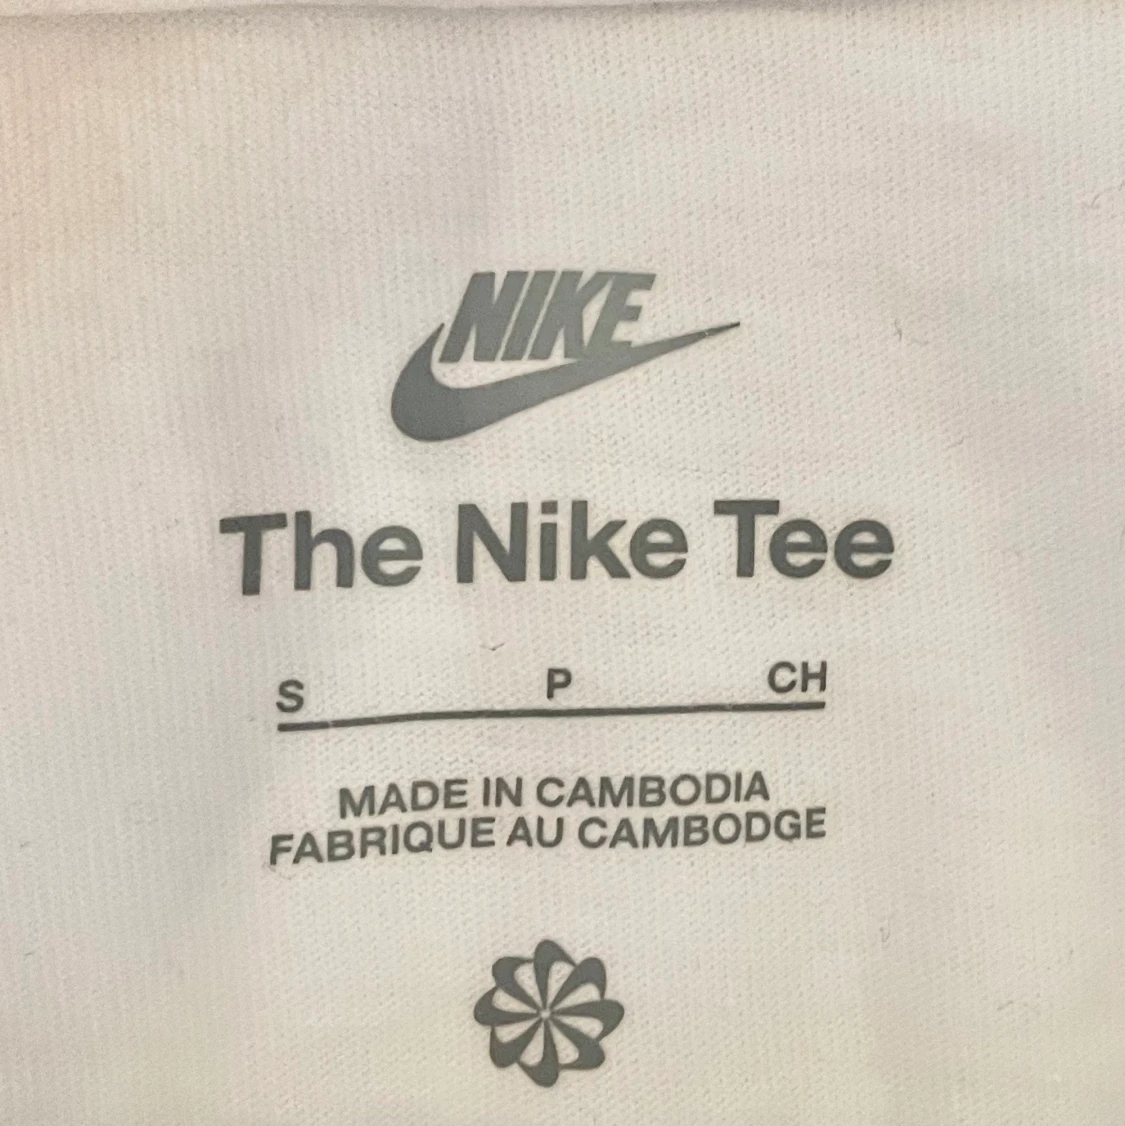 NIKE
The Nike Tee
S P CH
MADE IN CAMBODIA
FABRIQUE AU CAMBODGE